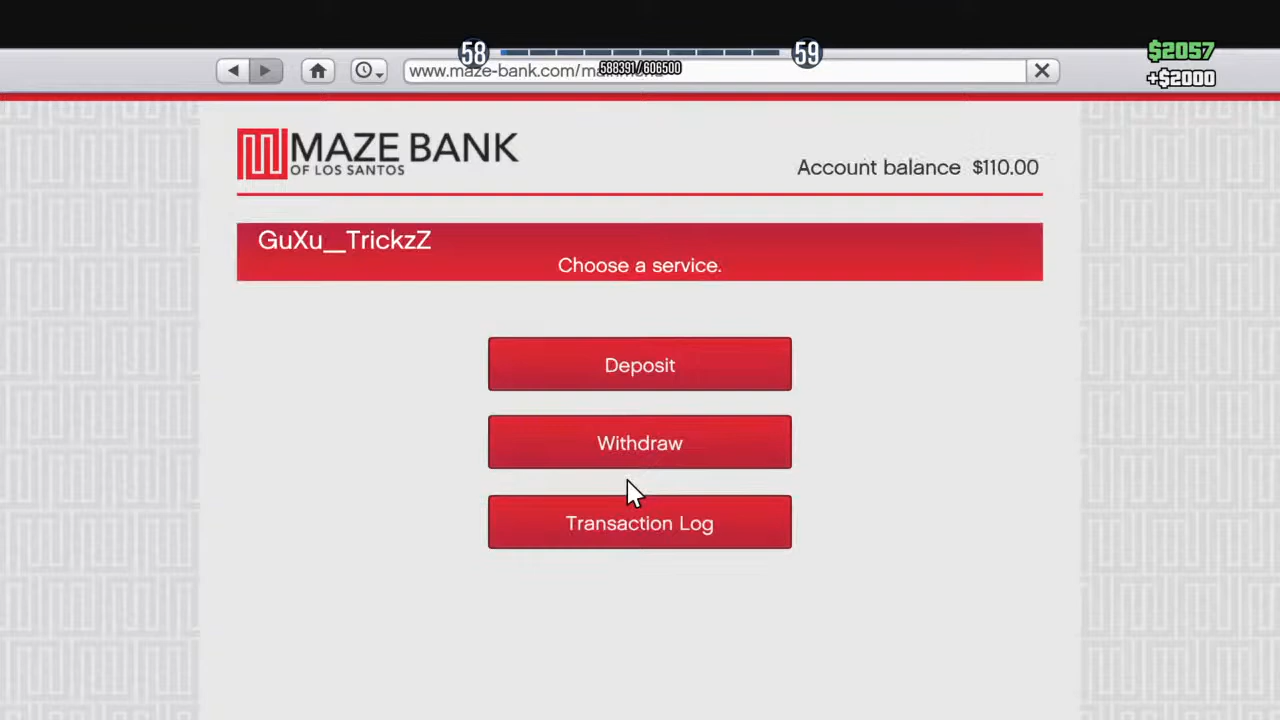 58
59
588391/606500
$2057
+$2000
www.maze-bank.com/ma
MAZE BANK
OF LOS SANTOS
Account balance $110.00
GuXu__TrickzZ
Choose a service.
Deposit
Withdraw
Transaction Log